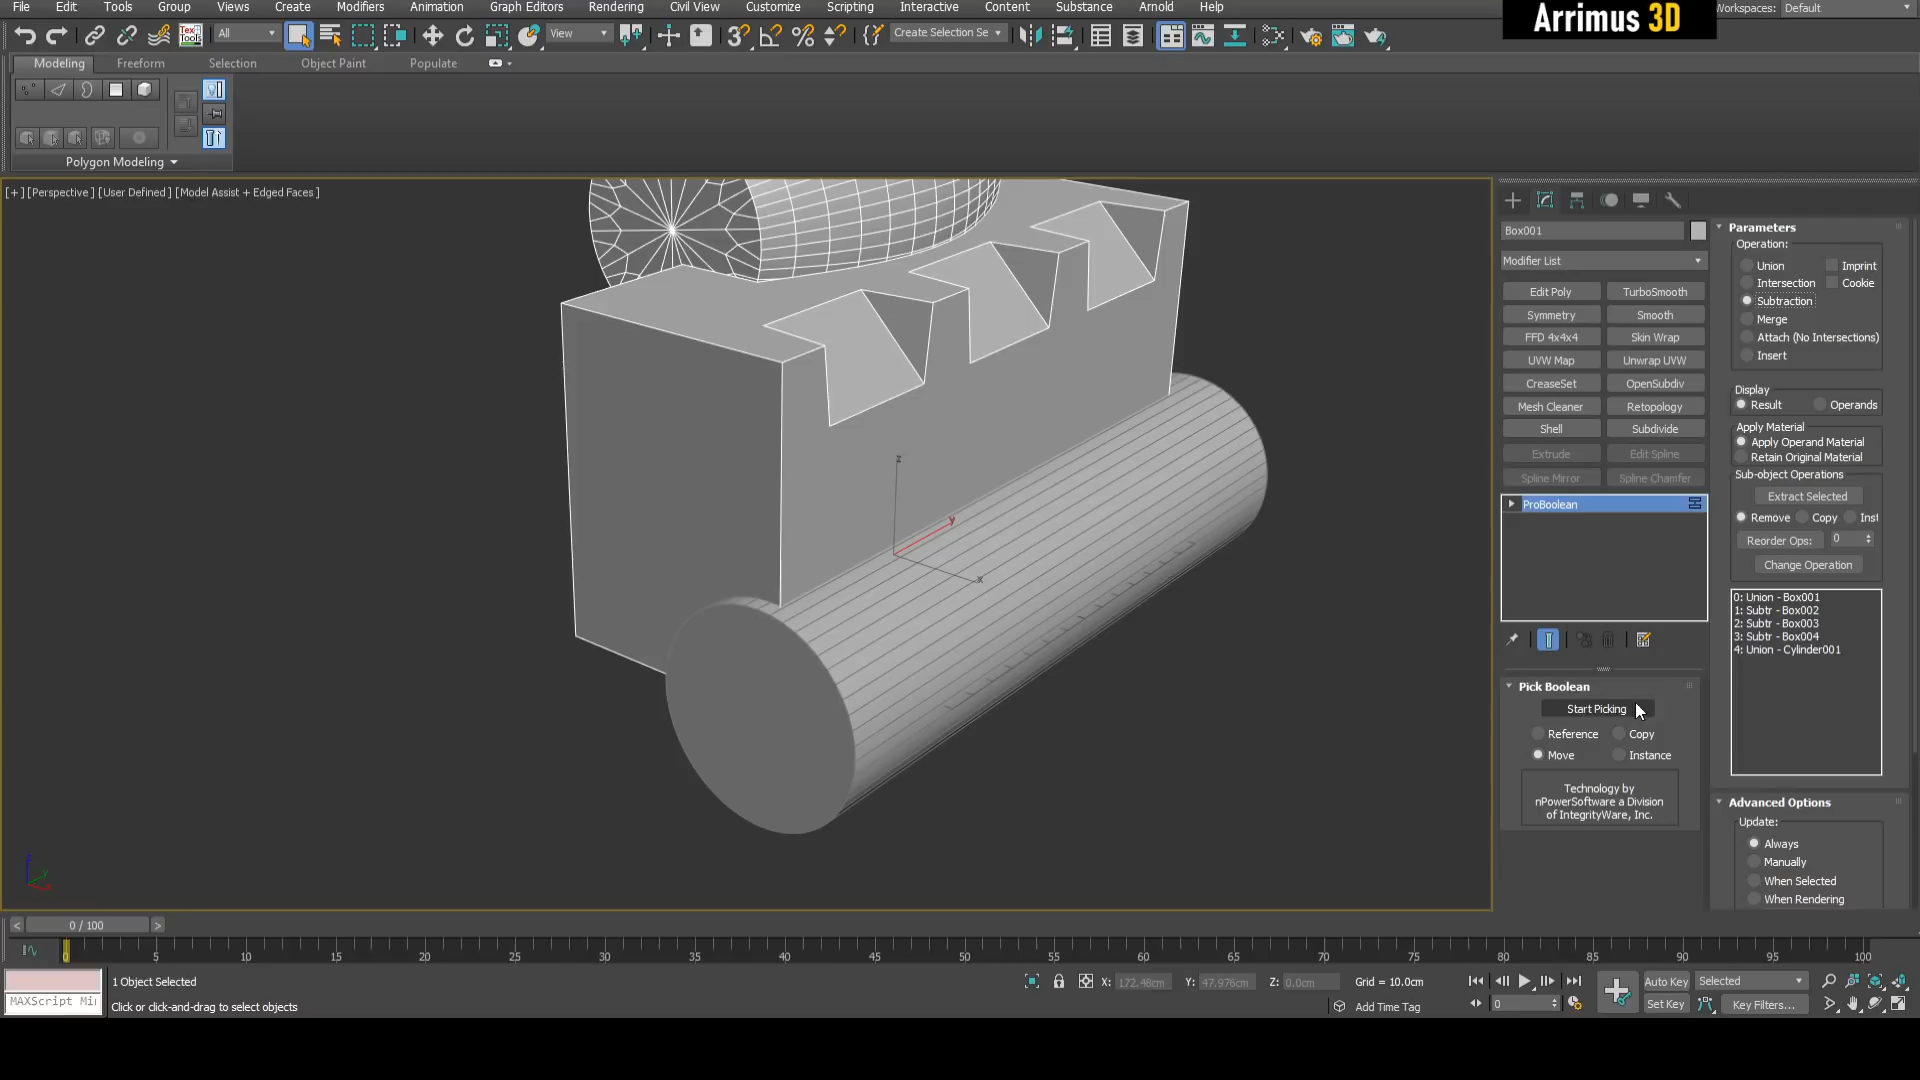 File Edit Tools Group Views Create Modifiers Animation Graph Editors Rendering Civil View Customize Scripting Interactive Content Substance Arnold Help
Arrimus 3D
Workspaces: Default
All
View
Create Selection Se
Modeling Freeform Selection Object Paint Populate
Polygon Modeling
[+] [Perspective ] [User Defined ] [Model Assist + Edged Faces ]
z
y
x
z
y
x
Box001
Modifier List
Edit Poly TurboSmooth
Symmetry Smooth
FFD 4x4x4 Skin Wrap
UVW Map Unwrap UVW
CreaseSet OpenSubdiv
Mesh Cleaner Retopology
Shell Subdivide
Extrude Edit Spline
Spline Mirror Spline Chamfer
ProBoolean
Pick Boolean
Start Picking
Reference Copy
Move Instance
Technology by
nPowerSoftware a Division
of IntegrityWare, Inc.
Parameters
Operation:
Union Imprint
Intersection Cookie
Subtraction
Merge
Attach (No Intersections)
Insert
Display
Result Operands
Apply Material
Apply Operand Material
Retain Original Material
Sub-object Operations
Extract Selected
Remove Copy Inst
Reorder Ops: 0
Change Operation
0: Union - Box001
1: Subtr - Box002
2: Subtr - Box003
3: Subtr - Box004
4: Union - Cylinder001
Advanced Options
Update:
Always
Manually
When Selected
When Rendering
< 0 / 100 >
0 5 10 15 20 25 30 35 40 45 50 55 60 65 70 75 80 85 90 95 100
1 Object Selected
X: 172.48cm Y: 47.976cm Z: 0.0cm Grid = 10.0cm
Auto Key Selected
MAXScript Mi
Click or click-and-drag to select objects
Add Time Tag
0
Set Key Key Filters...